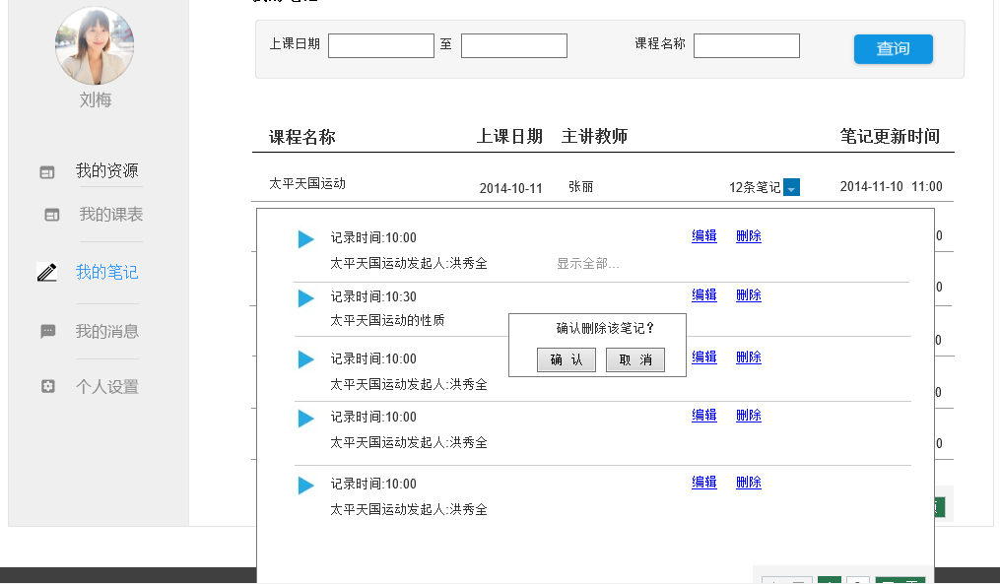 我的笔记
刘梅
上课日期 至 课程名称 查询
课程名称 上课日期 主讲教师 笔记更新时间
我的资源
太平天国运动 2014-10-11 张丽 12条笔记 2014-11-10 11:00
我的课表
记录时间:10:00 编辑 删除 0
太平天国运动发起人:洪秀全 显示全部...
我的笔记
记录时间:10:30 编辑 删除 0
太平天国运动的性质
确认删除该笔记?
我的消息 0
记录时间:10:00 确 认 取 消 编辑 删除
太平天国运动发起人:洪秀全
个人设置 0
记录时间:10:00 编辑 删除
太平天国运动发起人:洪秀全 0
记录时间:10:00 编辑 删除
太平天国运动发起人:洪秀全